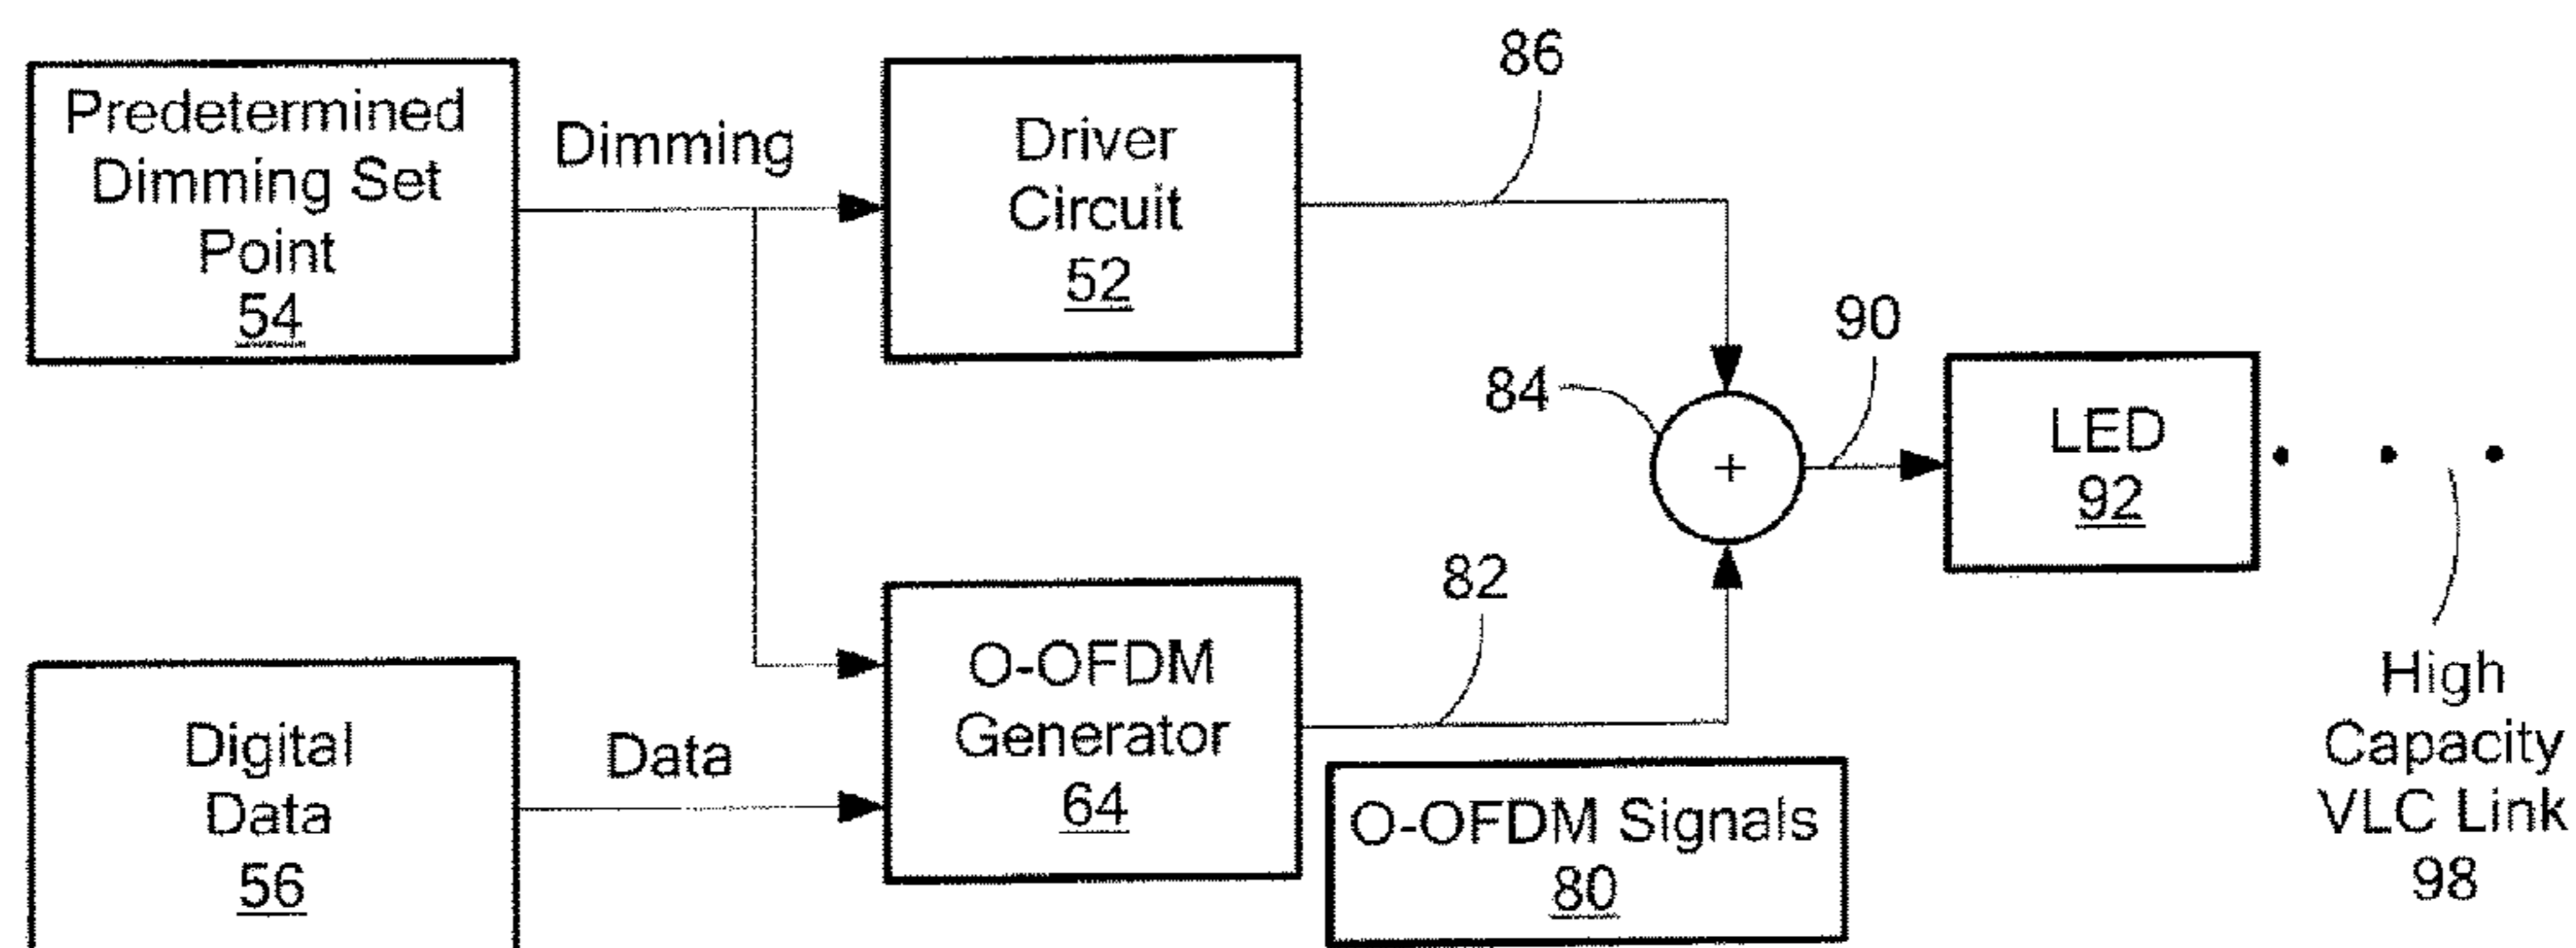 Predetermined
Dimming Set
Point
54
Dimming
Driver
Circuit
52
86
84
+
90
LED
92
Digital
Data
56
Data
O-OFDM
Generator
64
82
O-OFDM Signals
80
High
Capacity
VLC Link
98